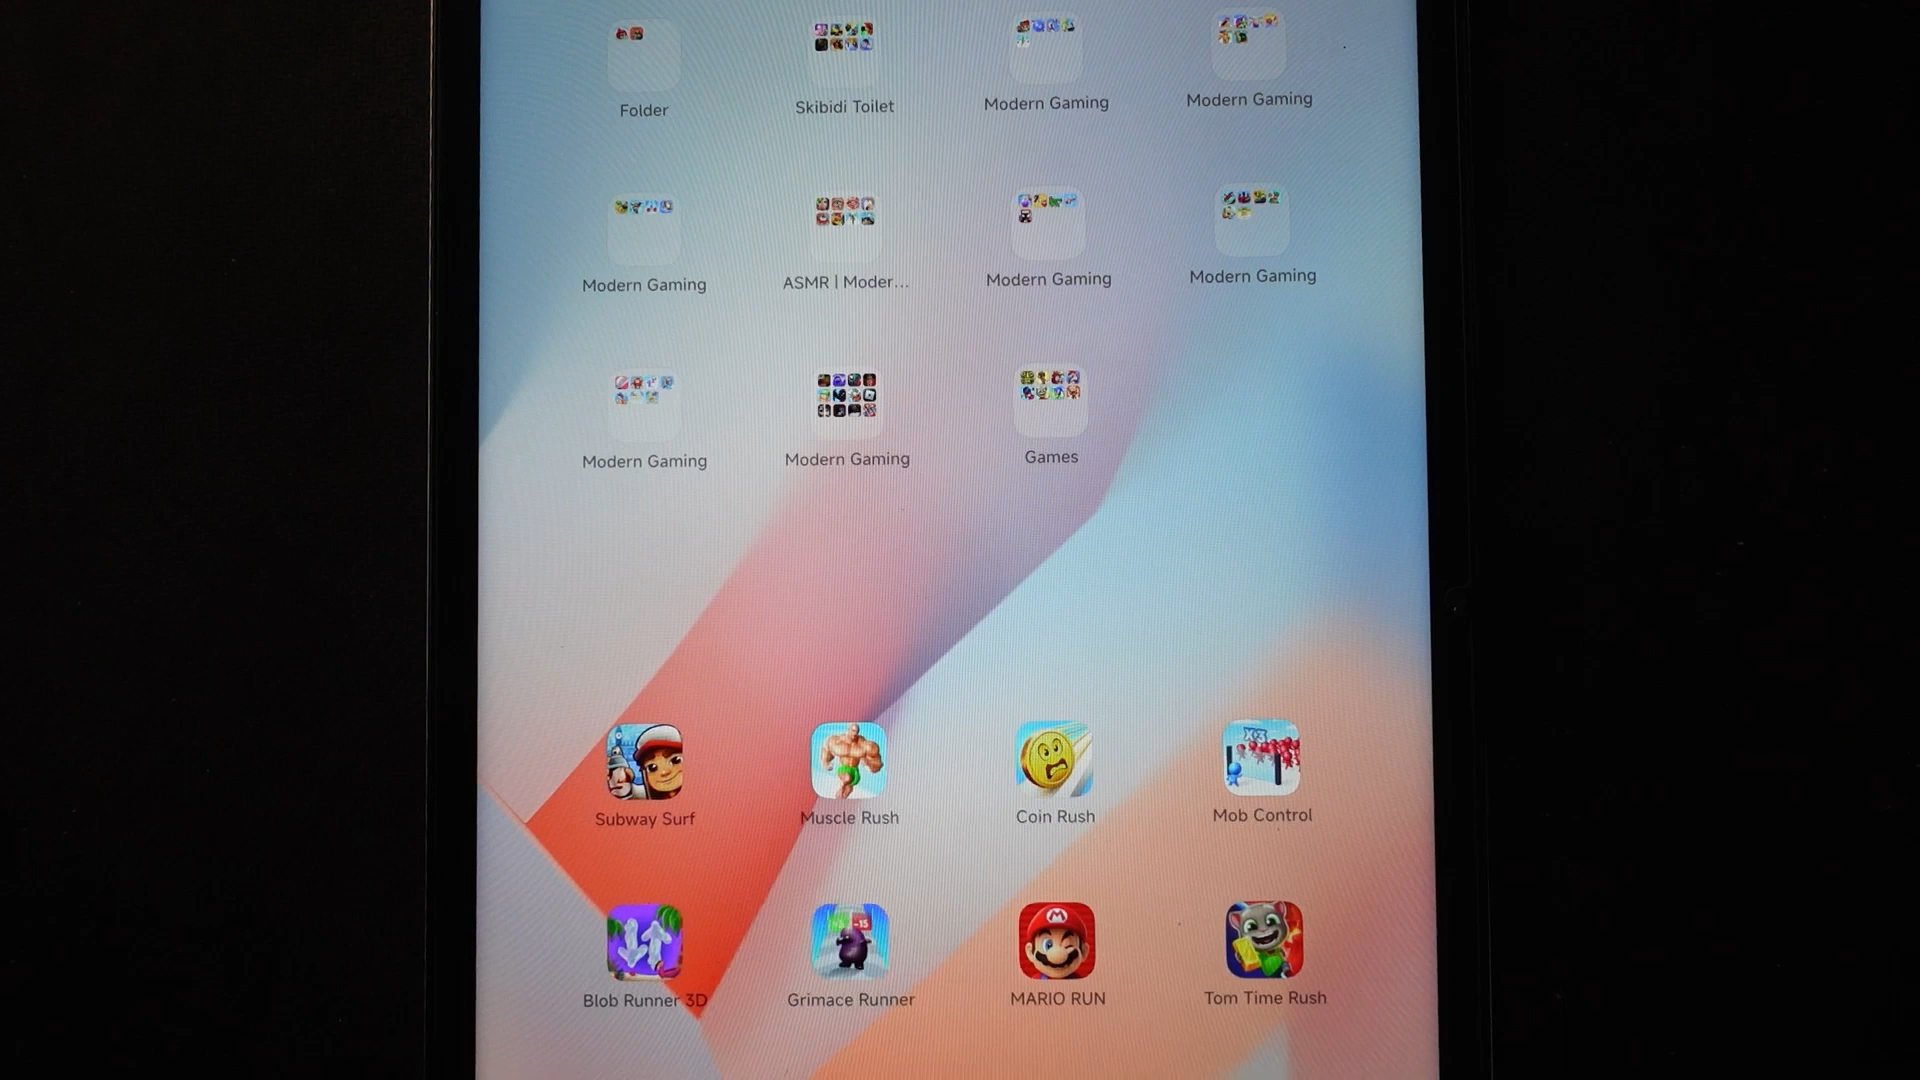 Folder
Skibidi Toilet
Modern Gaming
Modern Gaming
Modern Gaming
ASMR | Moder...
Modern Gaming
Modern Gaming
Modern Gaming
Modern Gaming
Games
X3
Subway Surf
Muscle Rush
Coin Rush
Mob Control
-15
M
Blob Runner 3D
Grimace Runner
MARIO RUN
Tom Time Rush